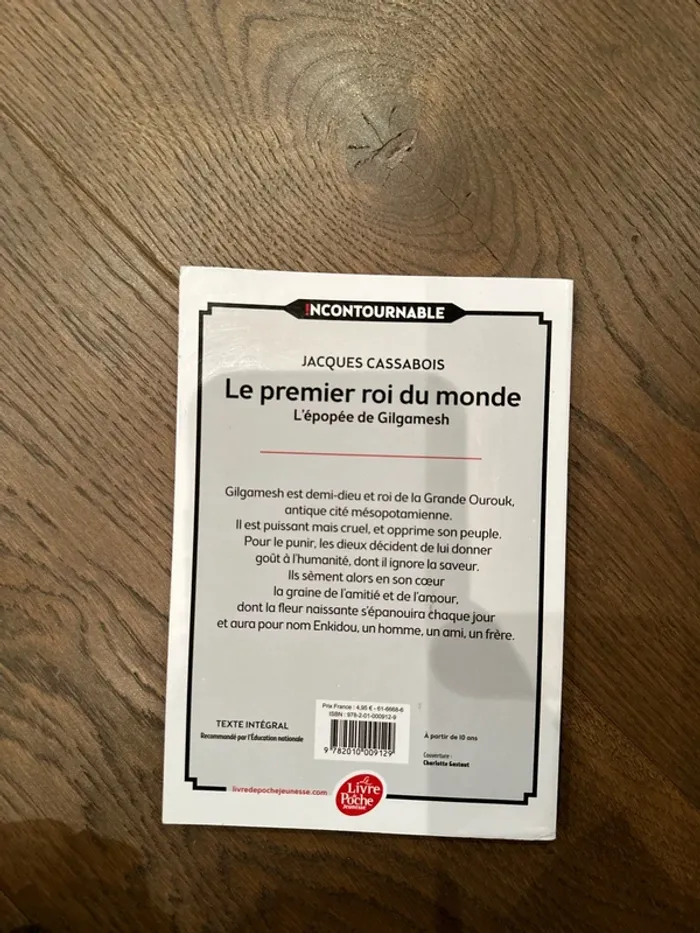 !NCONTOURNABLE
JACQUES CASSABOIS
Le premier roi du monde
L'épopée de Gilgamesh
Gilgamesh est demi-dieu et roi de la Grande Ourouk,
antique cité mésopotamienne.
Il est puissant mais cruel, et opprime son peuple.
Pour le punir, les dieux décident de lui donner
goût à l'humanité, dont il ignore la saveur.
Ils sèment alors en son cœur
la graine de l'amitié et de l'amour,
dont la fleur naissante s'épanouira chaque jour
et aura pour nom Enkidou, un homme, un ami, un frère.
Prix France : 4,95 € - 61-6668-6
ISBN : 978-2-01-000912-9
9 782010 009129
TEXTE INTÉGRAL
Recommandé par l'Éducation nationale
À partir de 10 ans
Couverture :
Charlotte Gastaut
livredepochejeunesse.com
Le
Livre
de
Poche
Jeunesse